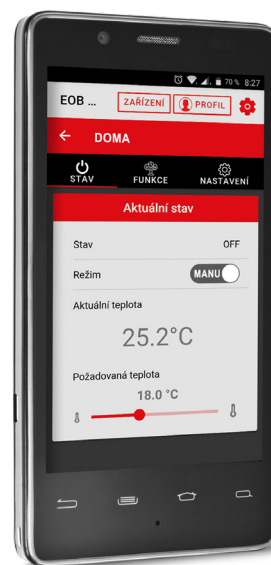 70 % 8:27
EOB ... ZAŘÍZENÍ PROFIL
DOMA
STAV FUNKCE NASTAVENÍ
Aktuální stav
Stav OFF
Režim MANU
Aktuální teplota
25.2°C
Požadovaná teplota
18.0 °C